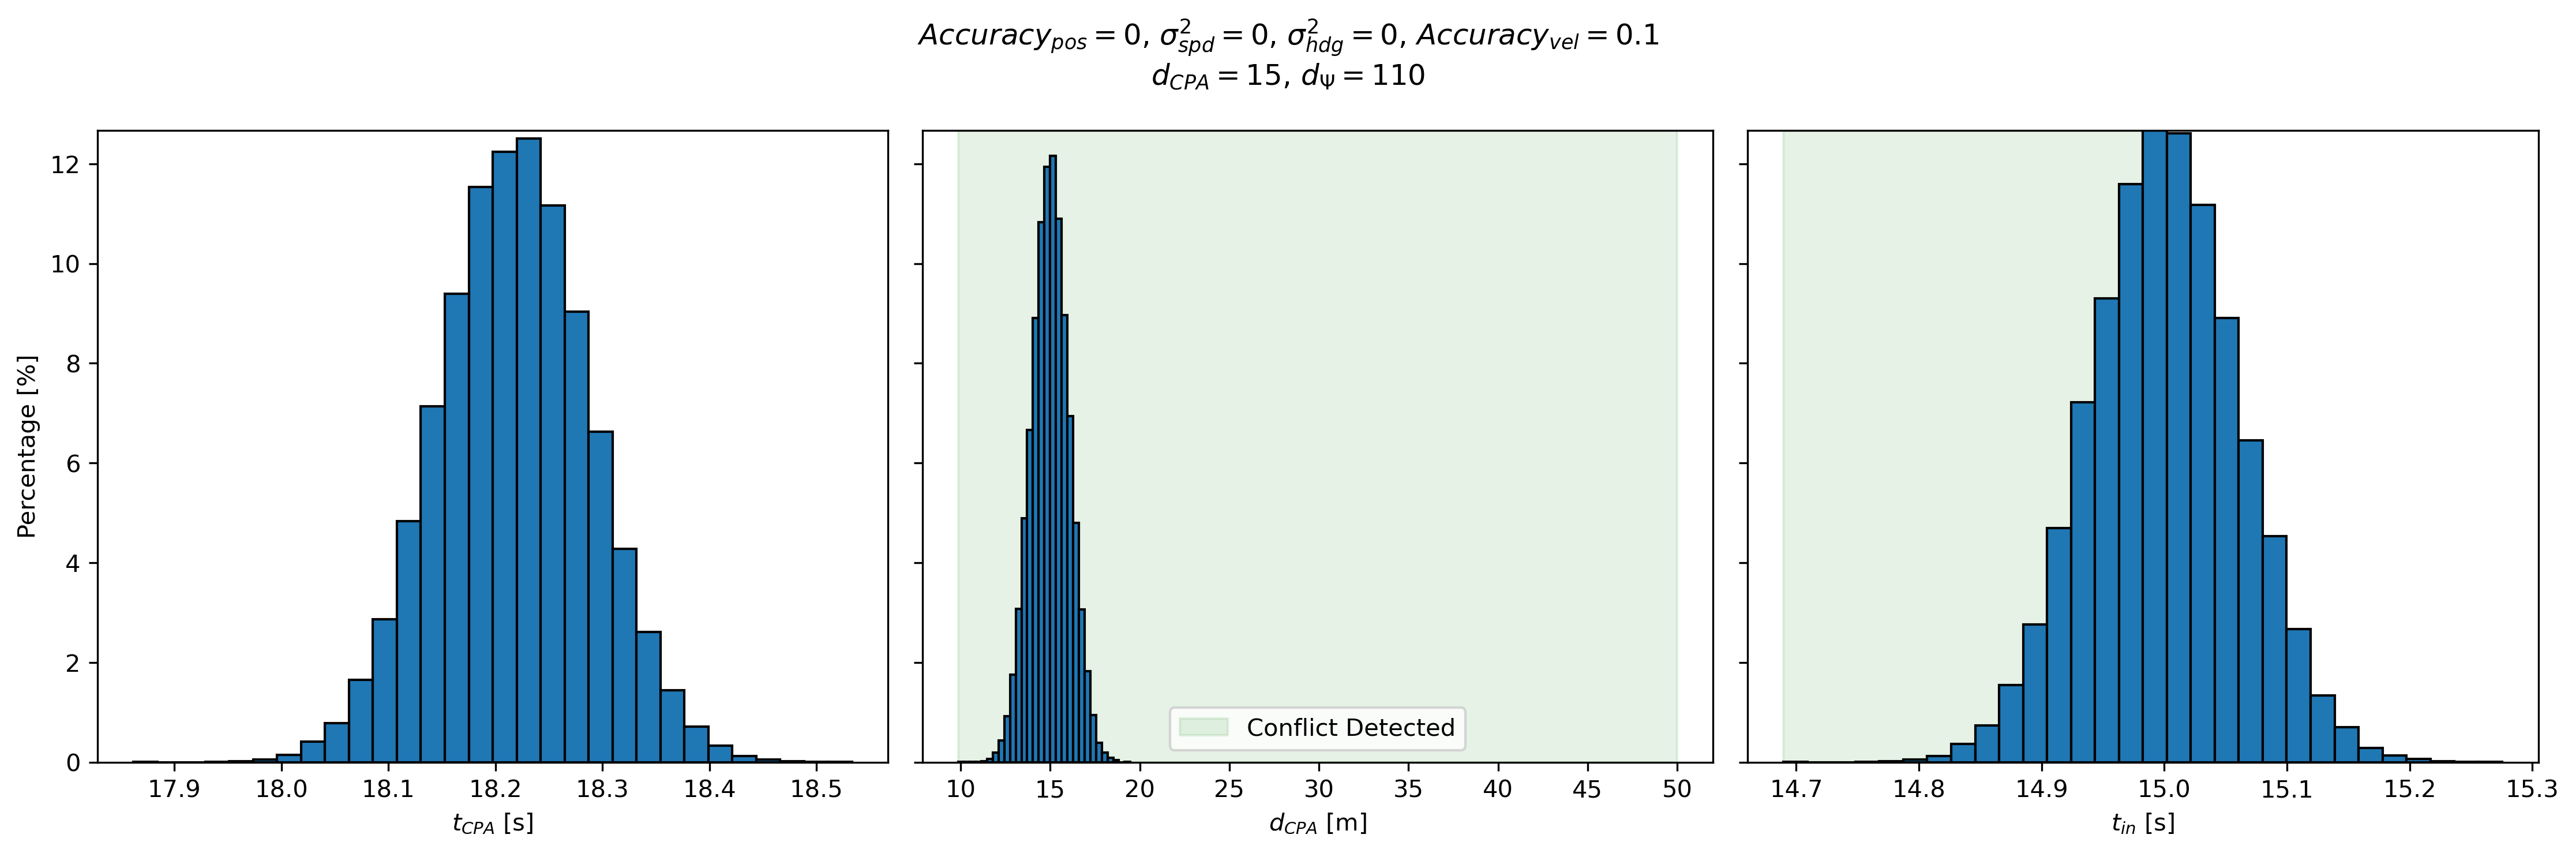 Accuracy_pos = 0, σ²_spd = 0, σ²_hdg = 0, Accuracy_vel = 0.1
d_CPA = 15, d_Ψ = 110
Percentage [%]
12
10
8
6
4
2
0
17.9 18.0 18.1 18.2 18.3 18.4 18.5
t_CPA [s]
Conflict Detected
10 15 20 25 30 35 40 45 50
d_CPA [m]
14.7 14.8 14.9 15.0 15.1 15.2 15.3
t_in [s]